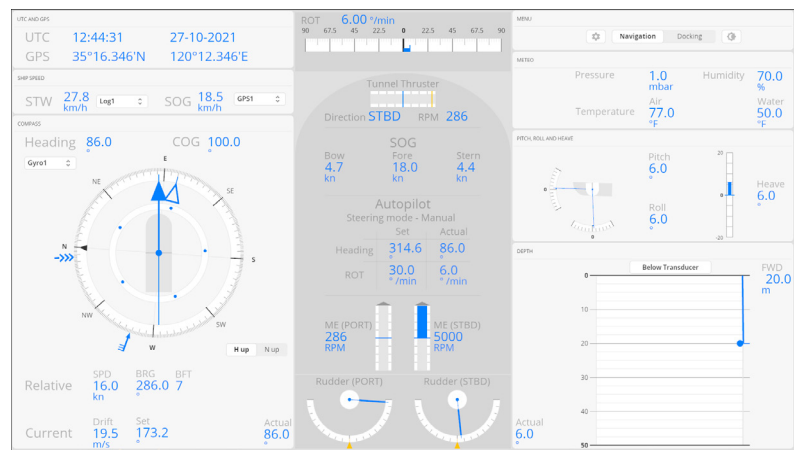 UTC AND GPS
UTC 12:44:31 27-10-2021
GPS 35°16.346'N 120°12.346'E
SHIP SPEED
STW 27.8 km/h Log1 SOG 18.5 km/h GPS1
COMPASS
Heading 86.0 ° COG 100.0 °
Gyro1
E
NE SE
N S
NW SW
W
H up N up
SPD BRG BFT
Relative 16.0 kn 286.0 ° 7
Drift Set Actual
Current 19.5 m/s 173.2 ° 86.0 °
ROT 6.00 °/min
90 67.5 45 22.5 0 22.5 45 67.5 90
Tunnel Thruster
Direction STBD RPM 286
SOG
Bow Fore Stern
4.7 18.0 4.4
kn kn kn
Autopilot
Steering mode - Manual
Set Actual
Heading 314.6 ° 86.0 °
ROT 30.0 °/min 6.0 °/min
ME (PORT) ME (STBD)
286 5000
RPM RPM
Rudder (PORT) Rudder (STBD)
MENU
Navigation Docking
METEO
Pressure 1.0 mbar Humidity 70.0 %
Air Water
Temperature 77.0 °F 50.0 °F
PITCH, ROLL AND HEAVE
Pitch
6.0
°
Roll
6.0
°
0
0
20
0
-20
Heave
6.0
°
DEPTH
Below Transducer
FWD
20.0
m
0
10
20
30
40
50
Actual
6.0
°